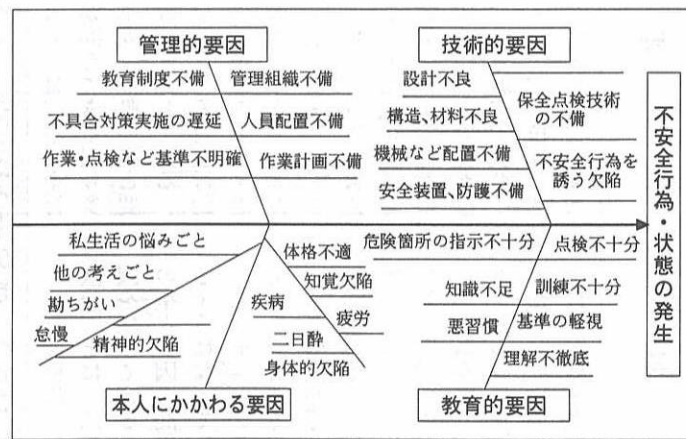 管理的要因
技術的要因
教育制度不備
管理組織不備
不具合対策実施の遅延
人員配置不備
作業・点検など基準不明確
作業計画不備
設計不良
構造、材料不良
機械など配置不備
安全装置、防護不備
保全点検技術
の不備
不安全行為を
誘う欠陥
不安全行為・状態の発生
私生活の悩みごと
他の考えごと
勘ちがい
怠慢
精神的欠陥
体格不適
知覚欠陥
疾病
疲労
二日酔
身体的欠陥
危険箇所の指示不十分
点検不十分
知識不足
訓練不十分
悪習慣
基準の軽視
理解不徹底
本人にかかわる要因
教育的要因